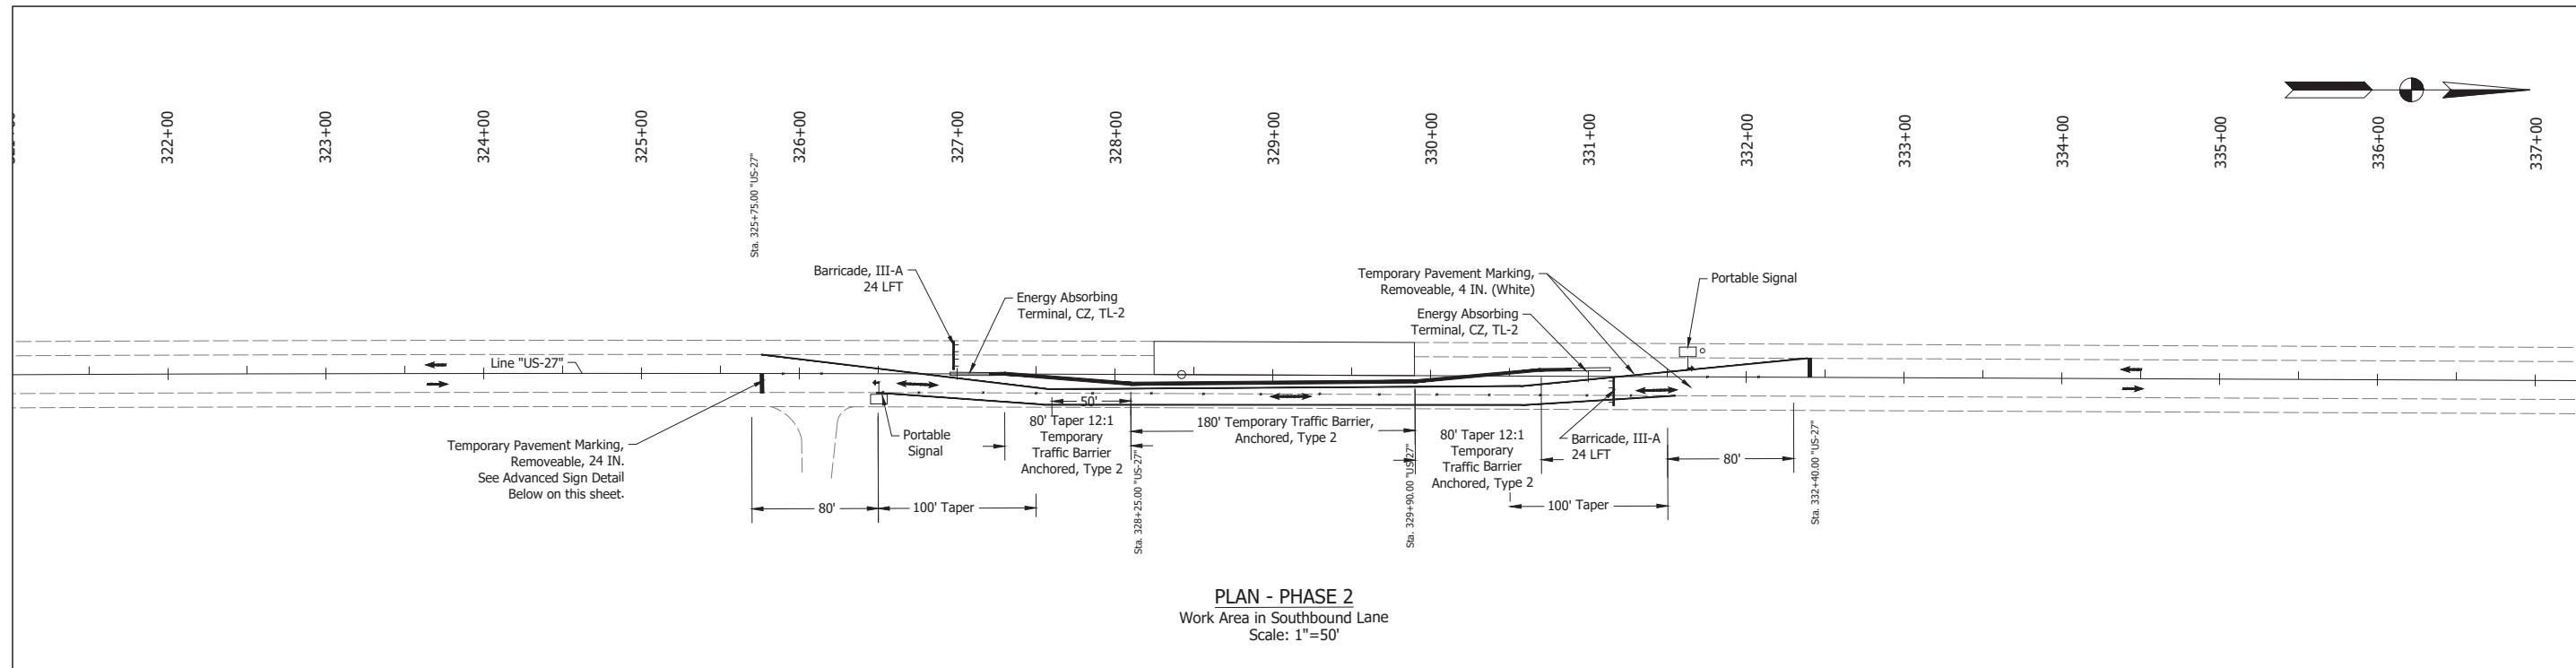 322+00
323+00
324+00
325+00
326+00
327+00
328+00
329+00
330+00
331+00
332+00
333+00
334+00
335+00
336+00
337+00
Sta. 325+75.00 "US-27"
Barricade, III-A
24 LFT
Energy Absorbing
Terminal, CZ, TL-2
Temporary Pavement Marking,
Removeable, 4 IN. (White)
Energy Absorbing
Terminal, CZ, TL-2
Portable Signal
Line "US-27"
50'
Temporary Pavement Marking,
Removeable, 24 IN.
See Advanced Sign Detail
Below on this sheet.
Portable
Signal
80' Taper 12:1
Temporary
Traffic Barrier
Anchored, Type 2
180' Temporary Traffic Barrier,
Anchored, Type 2
80' Taper 12:1
Temporary
Traffic Barrier
Anchored, Type 2
Barricade, III-A
24 LFT
80'
80'
100' Taper
100' Taper
Sta. 328+25.00 "US-27"
Sta. 329+90.00 "US-27"
Sta. 332+40.00 "US-27"
PLAN - PHASE 2
Work Area in Southbound Lane
Scale: 1"=50'